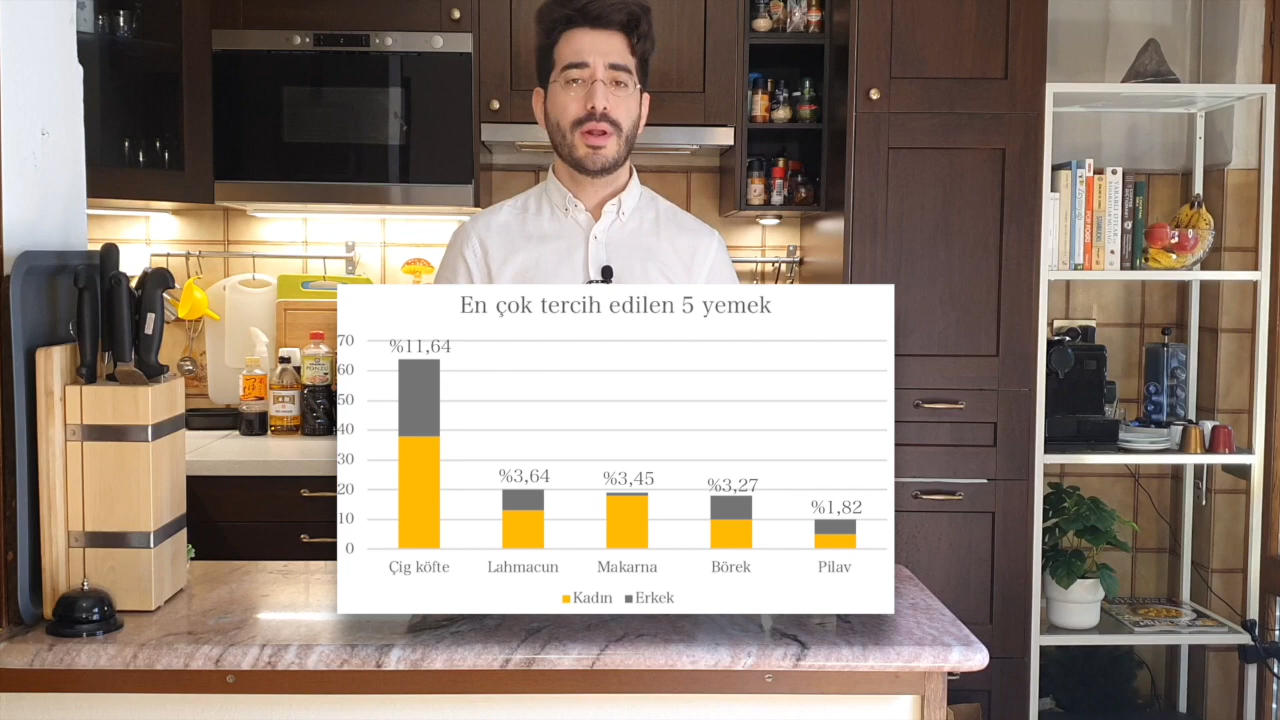 En çok tercih edilen 5 yemek
70
60
50
40
30
20
10
0
%11,64
%3,64
%3,45
%3,27
%1,82
Çig köfte
Lahmacun
Makarna
Börek
Pilav
Kadın
Erkek
PONZU